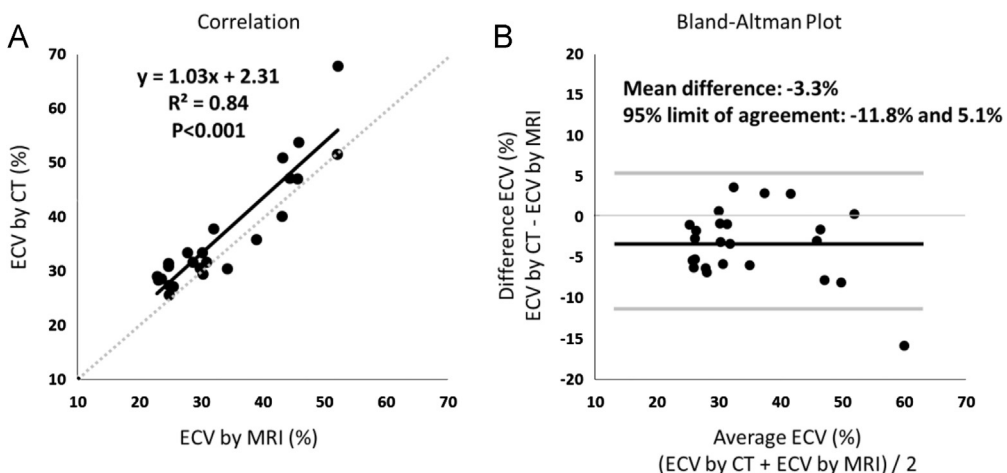 A
Correlation
y = 1.03x + 2.31
R² = 0.84
P<0.001
ECV by CT (%)
70
60
50
40
30
20
10
10 20 30 40 50 60 70
ECV by MRI (%)
B
Bland-Altman Plot
Mean difference: -3.3%
95% limit of agreement: -11.8% and 5.1%
Difference ECV (%)
ECV by CT - ECV by MRI
20
15
10
5
0
-5
-10
-15
-20
10 20 30 40 50 60 70
Average ECV (%)
(ECV by CT + ECV by MRI) / 2